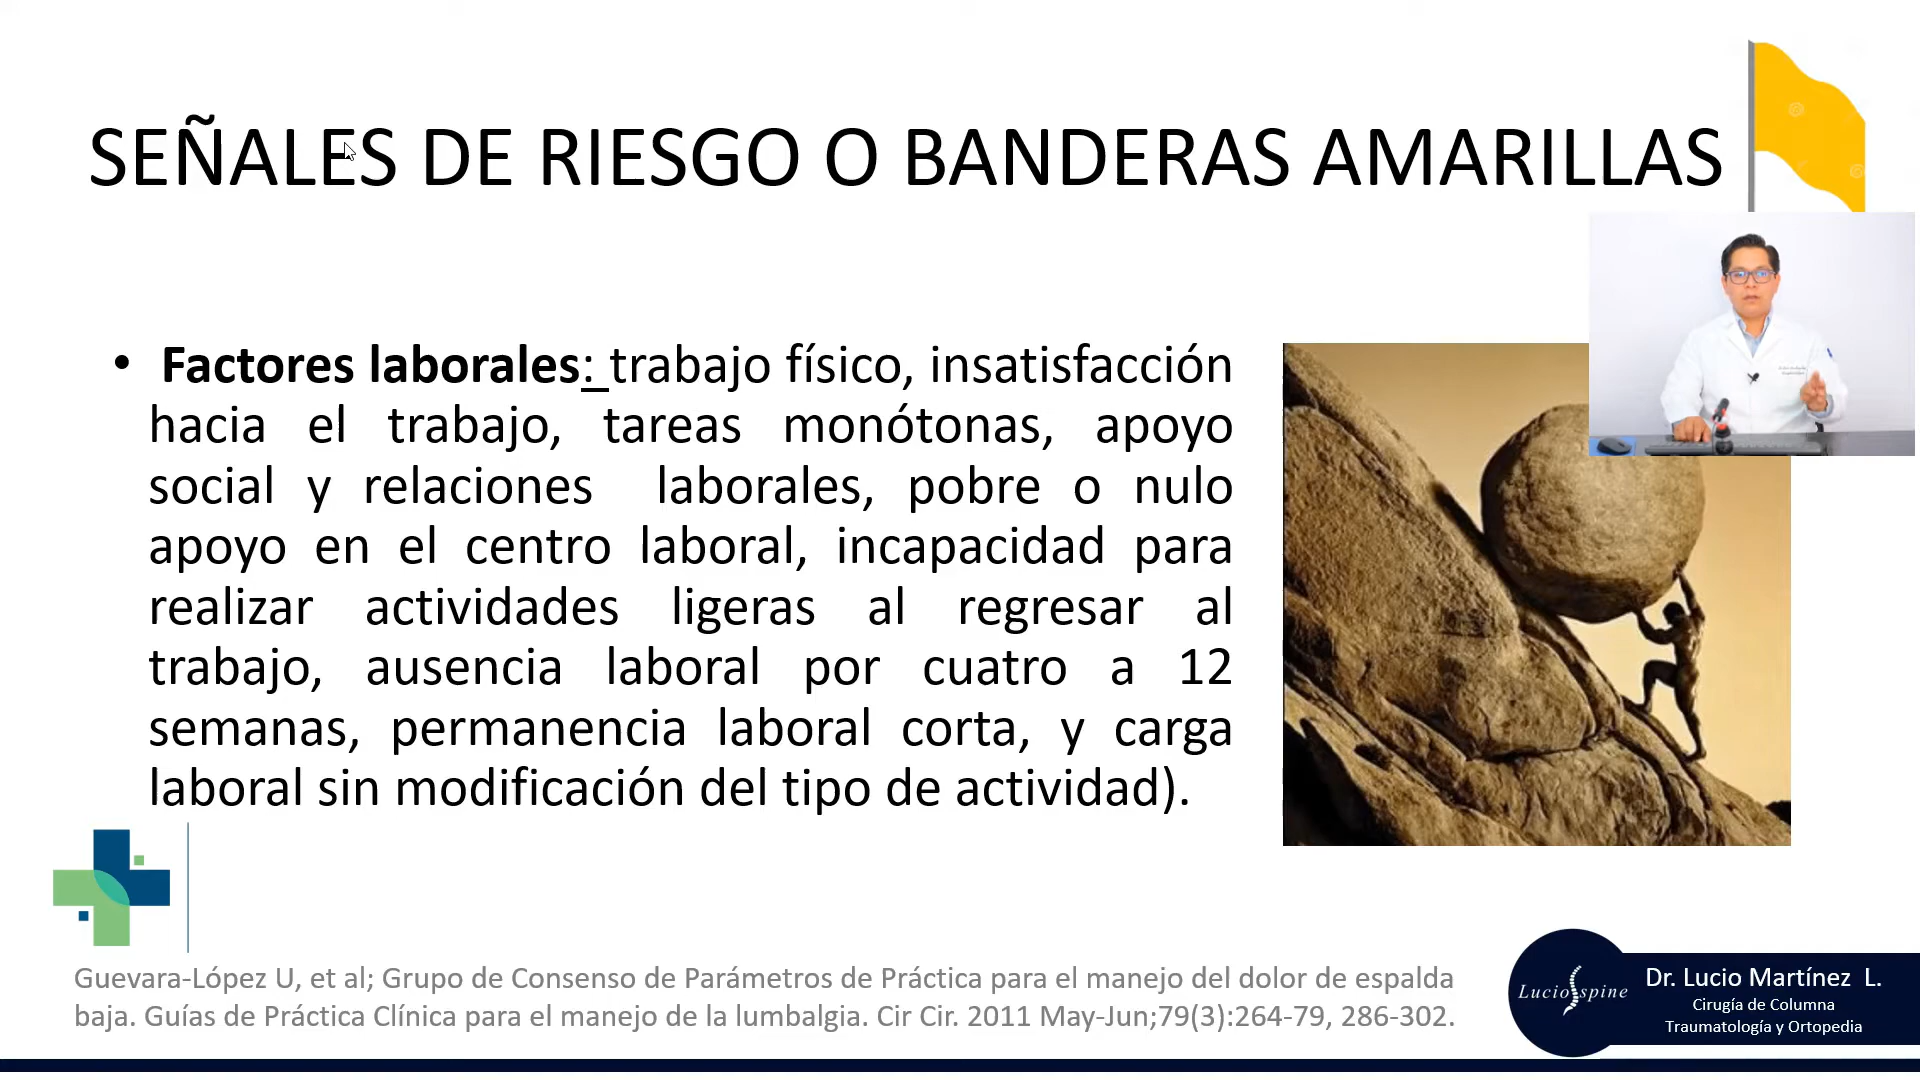 SEÑALES DE RIESGO O BANDERAS AMARILLAS
• Factores laborales: trabajo físico, insatisfacción
hacia el trabajo, tareas monótonas, apoyo
social y relaciones laborales, pobre o nulo
apoyo en el centro laboral, incapacidad para
realizar actividades ligeras al regresar al
trabajo, ausencia laboral por cuatro a 12
semanas, permanencia laboral corta, y carga
laboral sin modificación del tipo de actividad).
Guevara-López U, et al; Grupo de Consenso de Parámetros de Práctica para el manejo del dolor de espalda
baja. Guías de Práctica Clínica para el manejo de la lumbalgia. Cir Cir. 2011 May-Jun;79(3):264-79, 286-302.
Lucio spine
Dr. Lucio Martínez L.
Cirugía de Columna
Traumatología y Ortopedia